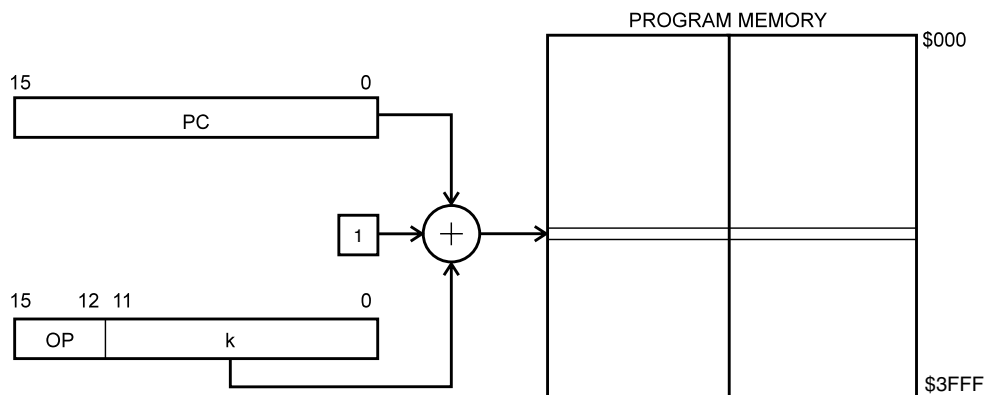 PROGRAM MEMORY
$000
15 0
PC
1
+
15 12 11 0
OP k
$3FFF